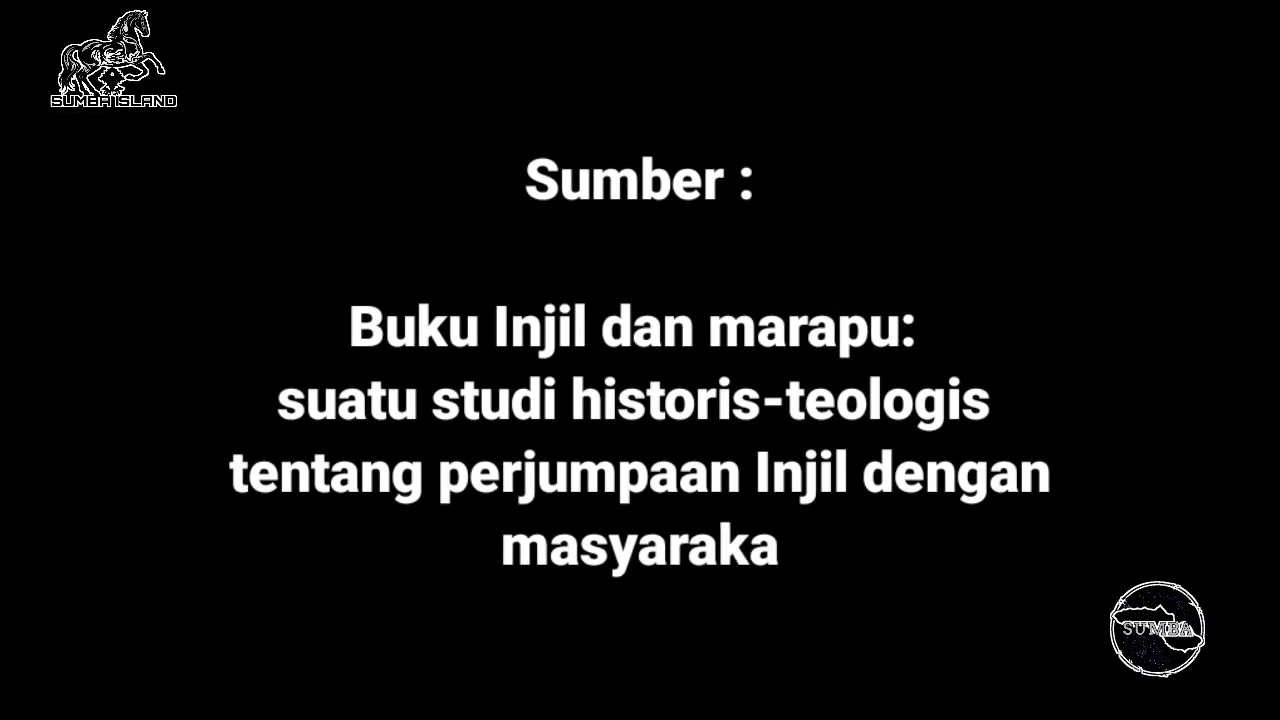 SUMBA ISLAND
Sumber :
Buku Injil dan marapu:
suatu studi historis-teologis
tentang perjumpaan Injil dengan
masyaraka
SUMBA